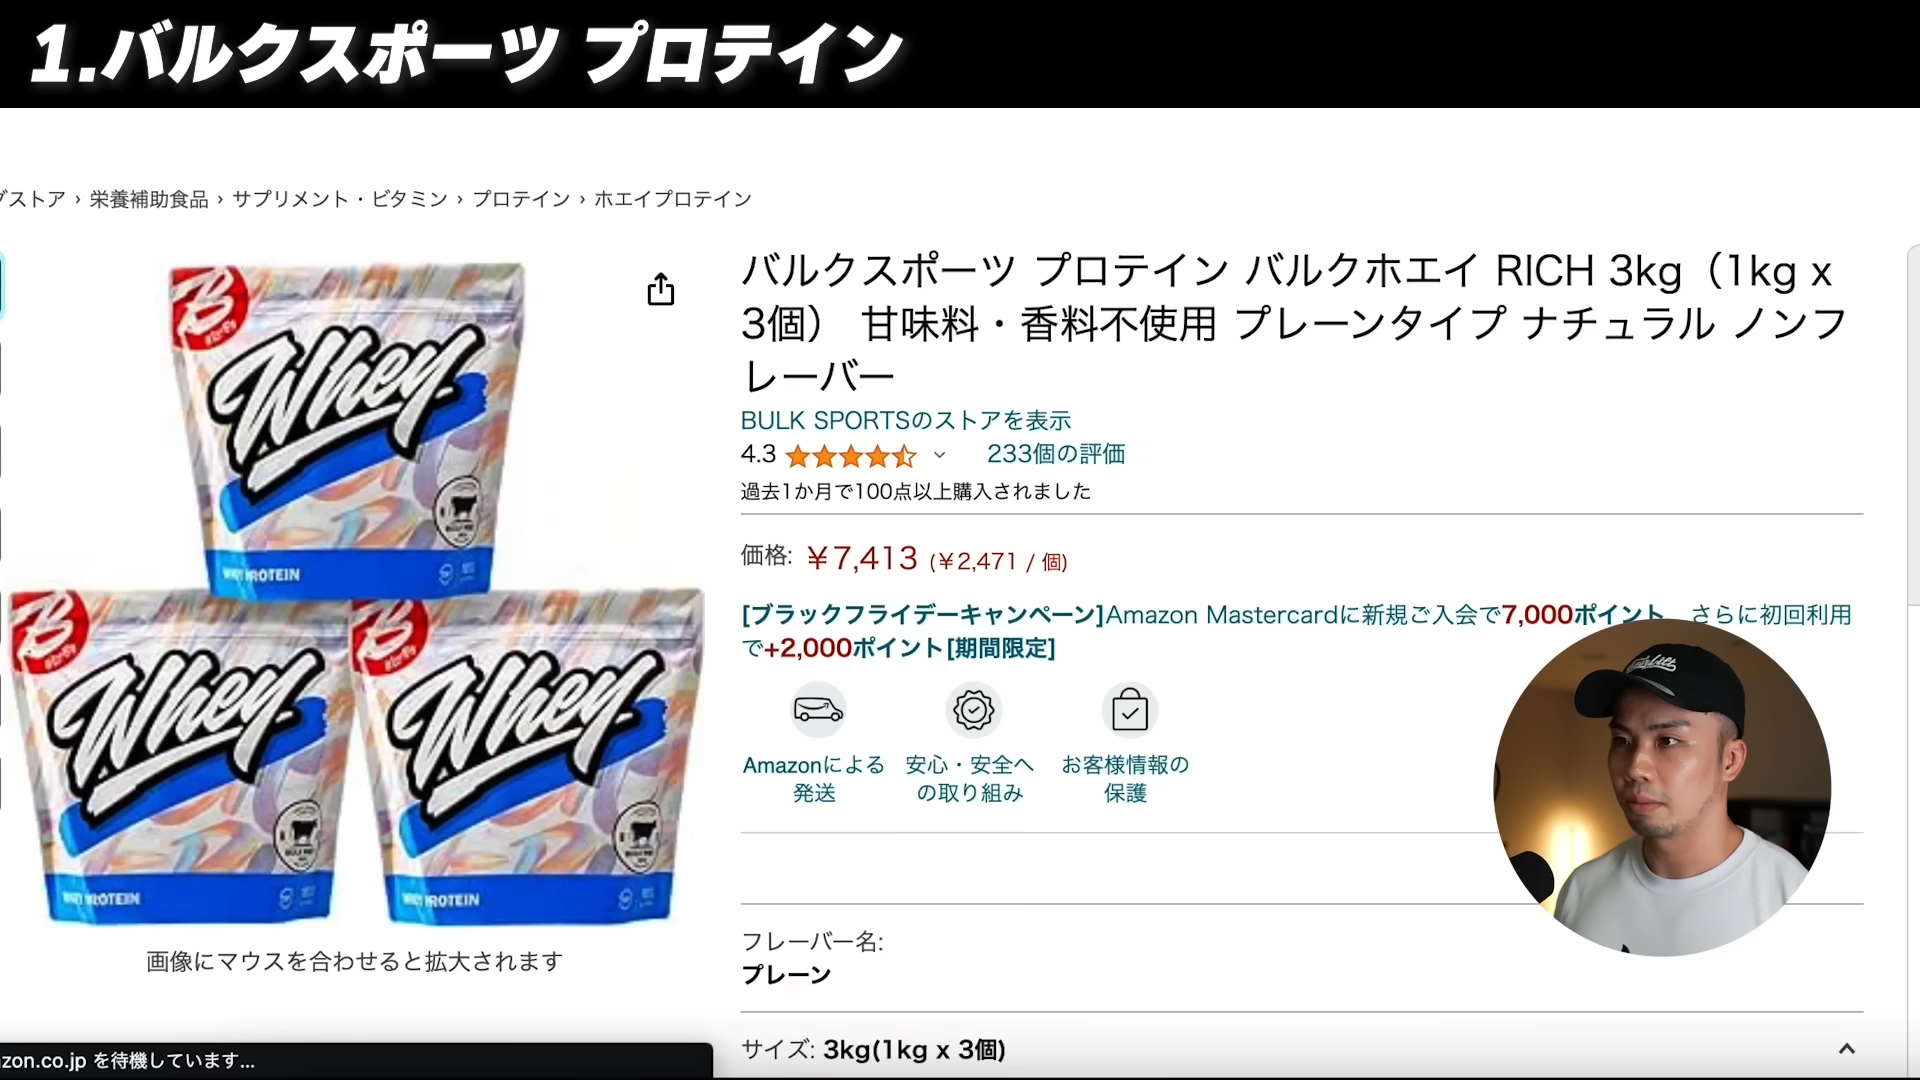 1.バルクスポーツ プロテイン
グストア › 栄養補助食品 › サプリメント・ビタミン › プロテイン › ホエイプロテイン
バルクスポーツ プロテイン バルクホエイ RICH 3kg（1kg x
3個） 甘味料・香料不使用 プレーンタイプ ナチュラル ノンフ
レーバー
BULK SPORTSのストアを表示
4.3 233個の評価
過去1か月で100点以上購入されました
価格: ￥7,413 (￥2,471 / 個)
[ブラックフライデーキャンペーン]Amazon Mastercardに新規ご入会で7,000ポイント さらに初回利用
で+2,000ポイント[期間限定]
Amazonによる
発送
安心・安全へ
の取り組み
お客様情報の
保護
フレーバー名:
プレーン
サイズ: 3kg(1kg x 3個)
B
Whey
WHEY PROTEIN
B
Whey
WHEY PROTEIN
B
Whey
WHEY PROTEIN
画像にマウスを合わせると拡大されます
zon.co.jp を待機しています...